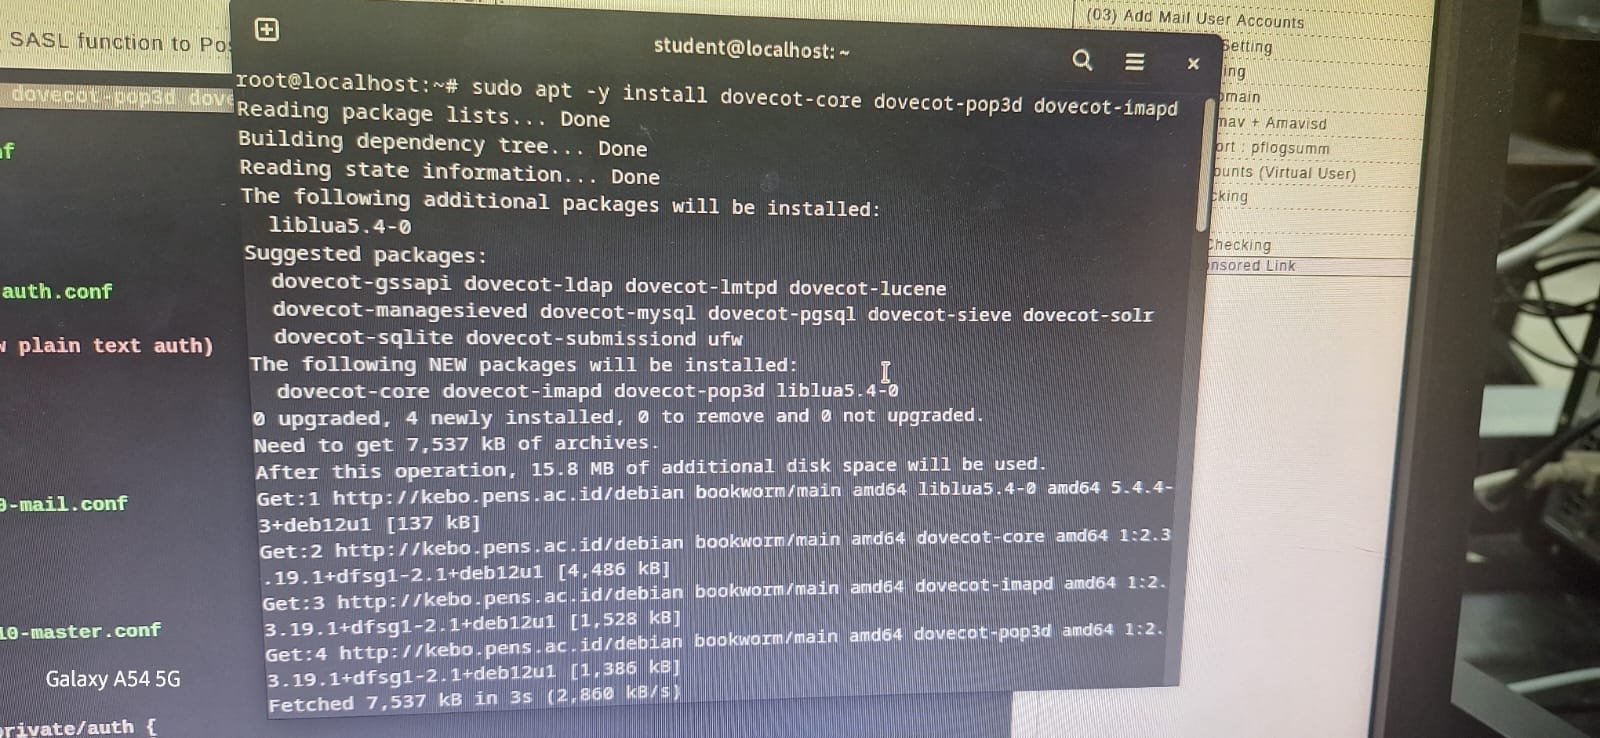 SASL function to
dovecot-pop3d
auth.conf
plain text auth)
-mail.conf
10-master.conf
private/auth {
student@localhost: ~
root@localhost:~# sudo apt -y install dovecot-core dovecot-pop3d dovecot-imapd
Reading package lists... Done
Building dependency tree... Done
Reading state information... Done
The following additional packages will be installed:
liblua5.4-0
Suggested packages:
dovecot-gssapi dovecot-ldap dovecot-lmtpd dovecot-lucene
dovecot-managesieved dovecot-mysql dovecot-pgsql dovecot-sieve dovecot-solr
dovecot-sqlite dovecot-submissiond ufw
The following NEW packages will be installed:
dovecot-core dovecot-imapd dovecot-pop3d liblua5.4-0
0 upgraded, 4 newly installed, 0 to remove and 0 not upgraded.
Need to get 7,537 kB of archives.
After this operation, 15.8 MB of additional disk space will be used.
Get:1 http://kebo.pens.ac.id/debian bookworm/main amd64 liblua5.4-0 amd64 5.4.4-
3+deb12u1 [137 kB]
Get:2 http://kebo.pens.ac.id/debian bookworm/main amd64 dovecot-core amd64 1:2.3
.19.1+dfsg1-2.1+deb12u1 [4,486 kB]
Get:3 http://kebo.pens.ac.id/debian bookworm/main amd64 dovecot-imapd amd64 1:2.
3.19.1+dfsg1-2.1+deb12u1 [1,528 kB]
Get:4 http://kebo.pens.ac.id/debian bookworm/main amd64 dovecot-pop3d amd64 1:2.
3.19.1+dfsg1-2.1+deb12u1 [1,386 kB]
Fetched 7,537 kB in 3s (2,860 kB/s)
(03) Add Mail User Accounts
Setting
+ Amavisd
: pflogsumm
(Virtual User)
Checking
Link
Galaxy A54 5G